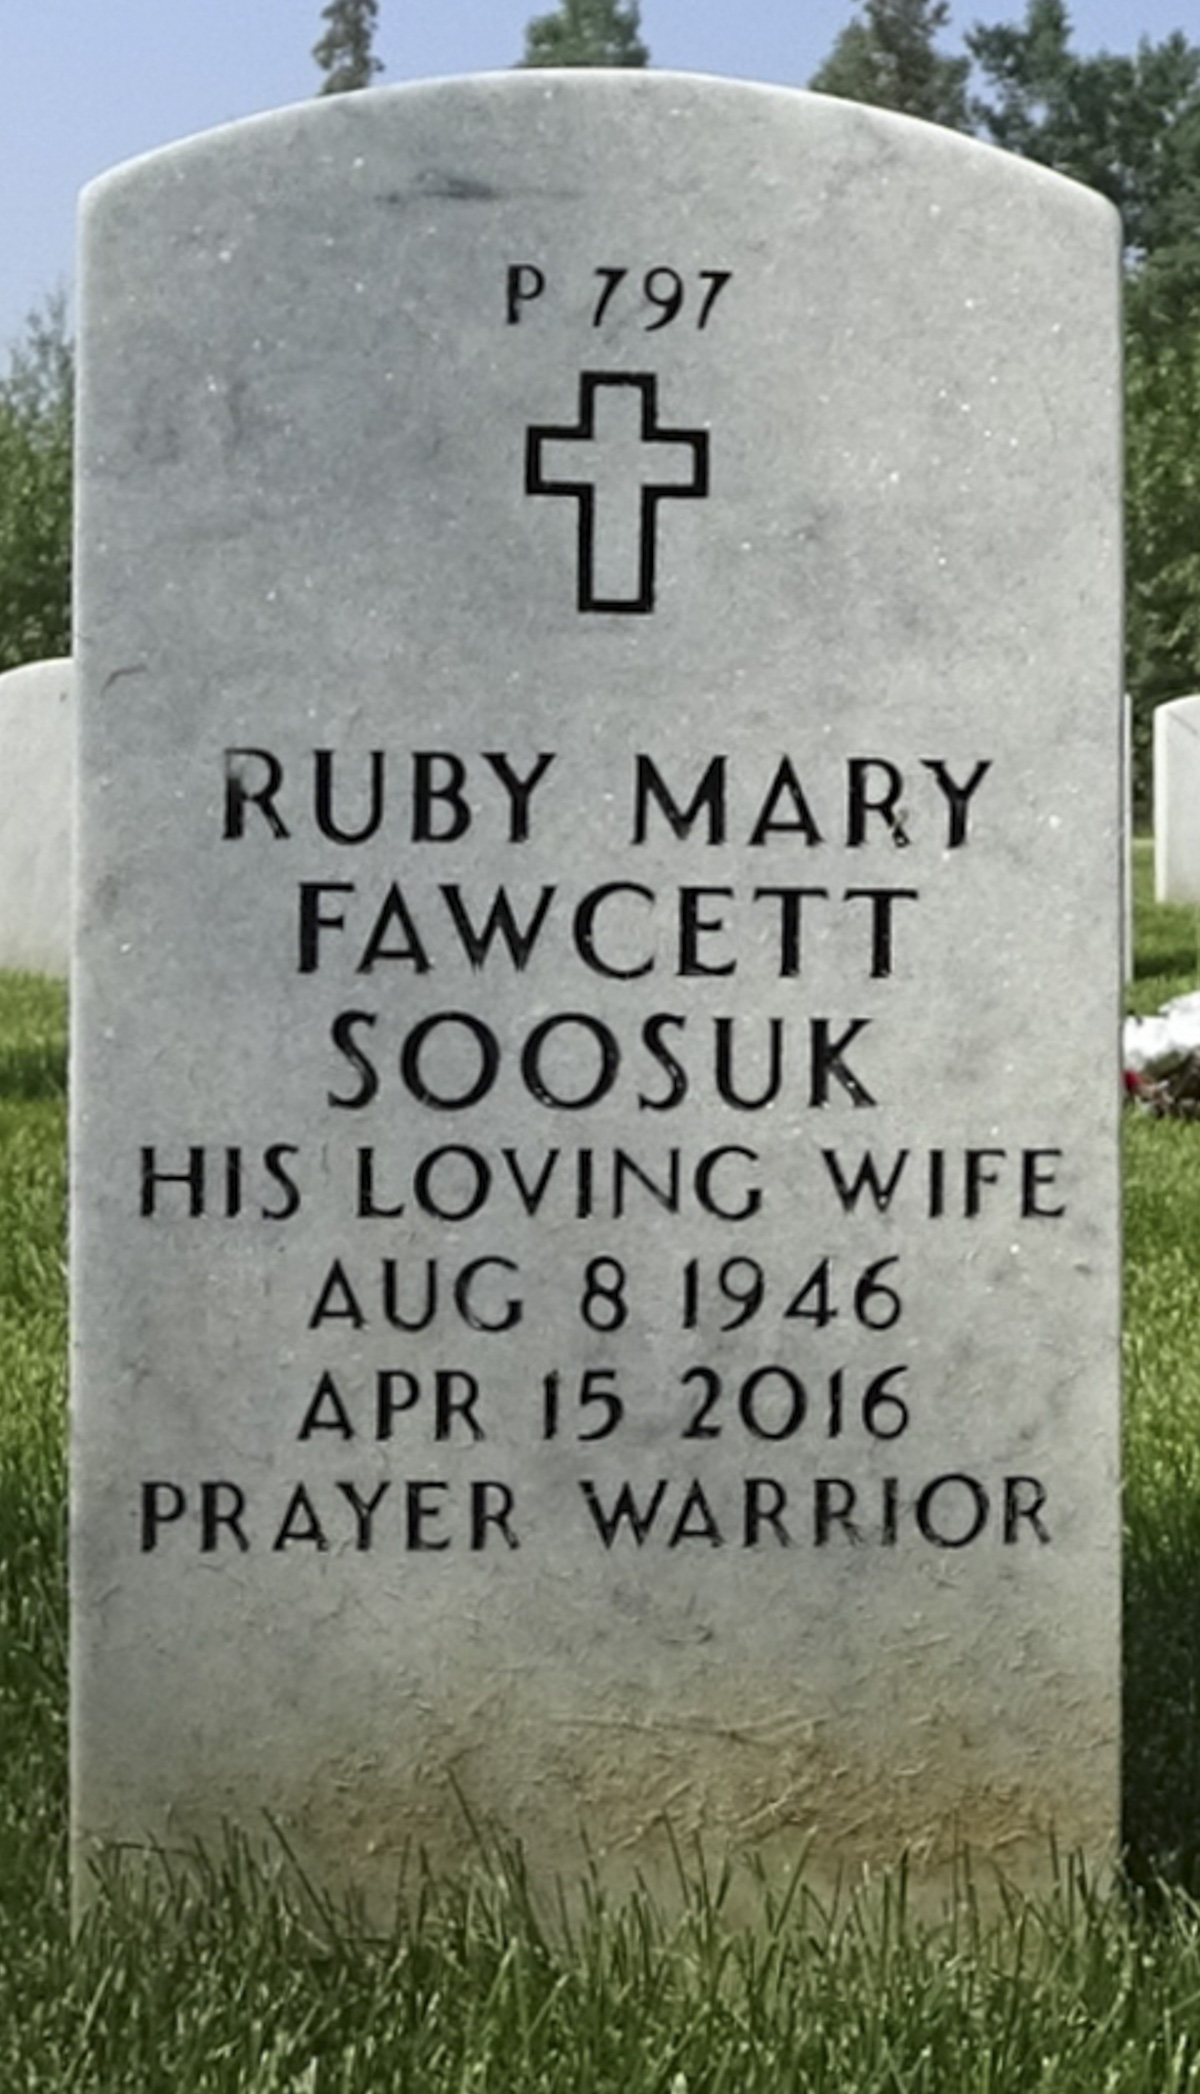 P 797
RUBY MARY
FAWCETT
SOOSUK
HIS LOVING WIFE
AUG 8 1946
APR 15 2016
PRAYER WARRIOR